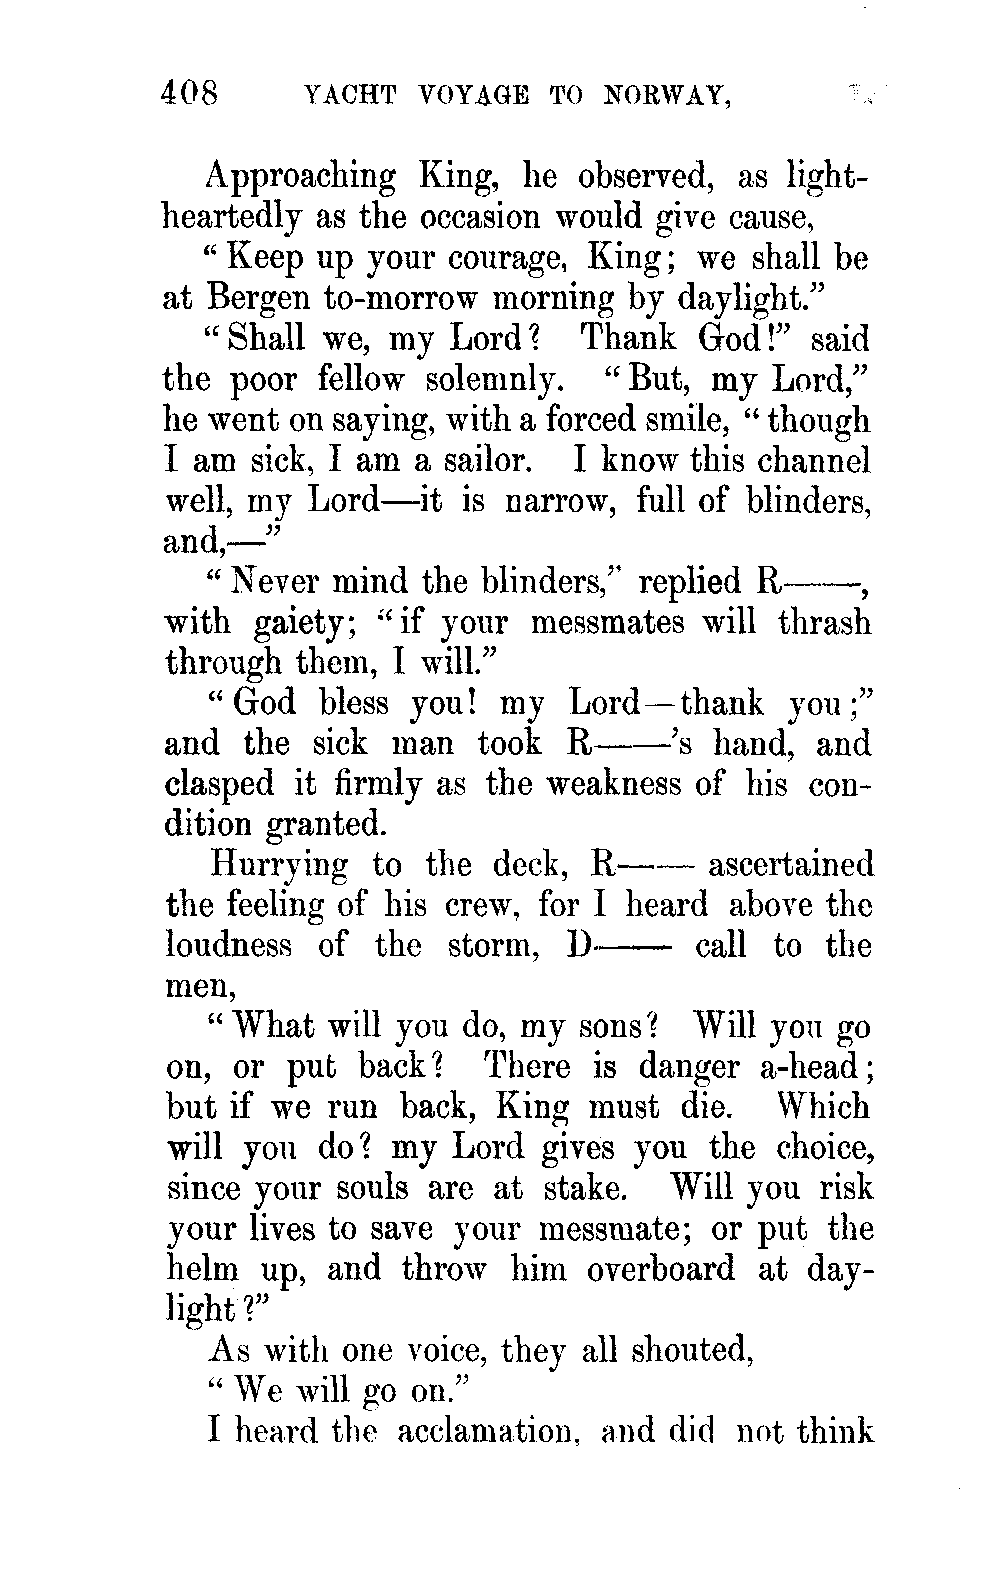 408 YACHT VOYAGE TO NORWAY,
Approaching King, he observed, as light-
heartedly as the occasion would give cause,
“Keep up your courage, King; we shall be
at Bergen to-morrow morning by daylight.”
“Shall we, my Lord? Thank God!” said
the poor fellow solemnly. “But, my Lord,”
he went on saying, with a forced smile, “though
I am sick, I am a sailor. I know this channel
well, my Lord—it is narrow, full of blinders,
and,—”
“Never mind the blinders,” replied R——,
with gaiety; “if your messmates will thrash
through them, I will.”
“God bless you! my Lord—thank you;”
and the sick man took R——’s hand, and
clasped it firmly as the weakness of his con-
dition granted.
Hurrying to the deck, R—— ascertained
the feeling of his crew, for I heard above the
loudness of the storm, D—— call to the
men,
“What will you do, my sons? Will you go
on, or put back? There is danger a-head;
but if we run back, King must die. Which
will you do? my Lord gives you the choice,
since your souls are at stake. Will you risk
your lives to save your messmate; or put the
helm up, and throw him overboard at day-
light?”
As with one voice, they all shouted,
“We will go on.”
I heard the acclamation, and did not think